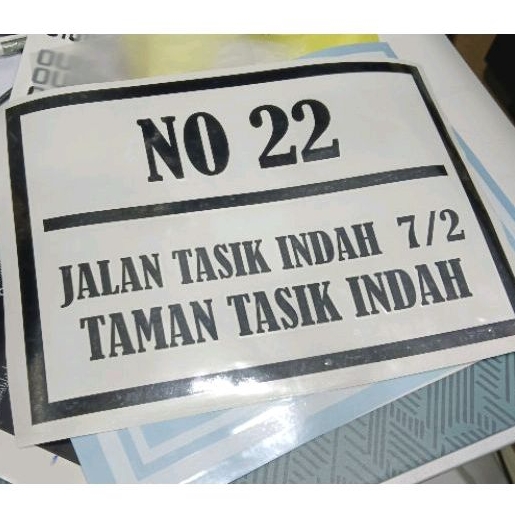 NO 22
JALAN TASIK INDAH 7/2
TAMAN TASIK INDAH